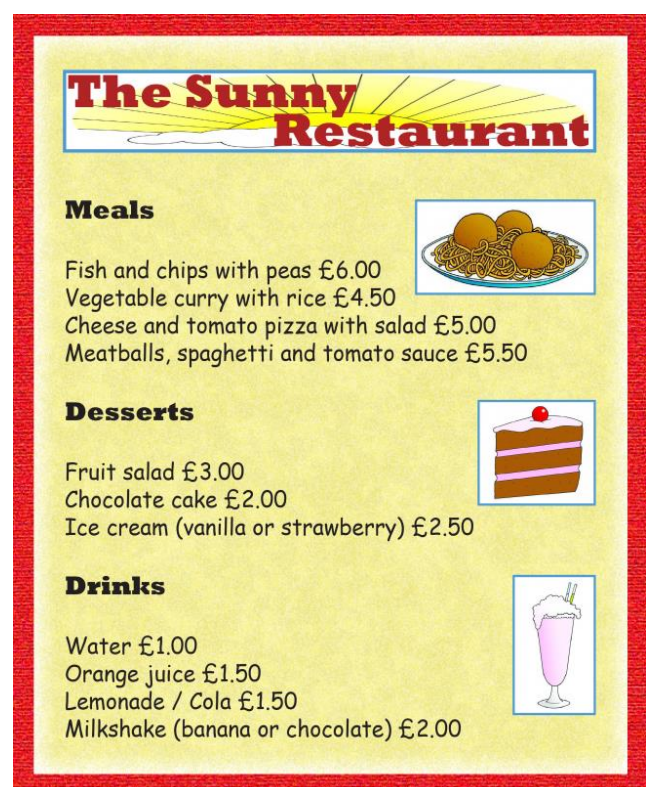 The Sunny
Restaurant
Meals
Fish and chips with peas £6.00
Vegetable curry with rice £4.50
Cheese and tomato pizza with salad £5.00
Meatballs, spaghetti and tomato sauce £5.50
Desserts
Fruit salad £3.00
Chocolate cake £2.00
Ice cream (vanilla or strawberry) £2.50
Drinks
Water £1.00
Orange juice £1.50
Lemonade / Cola £1.50
Milkshake (banana or chocolate) £2.00